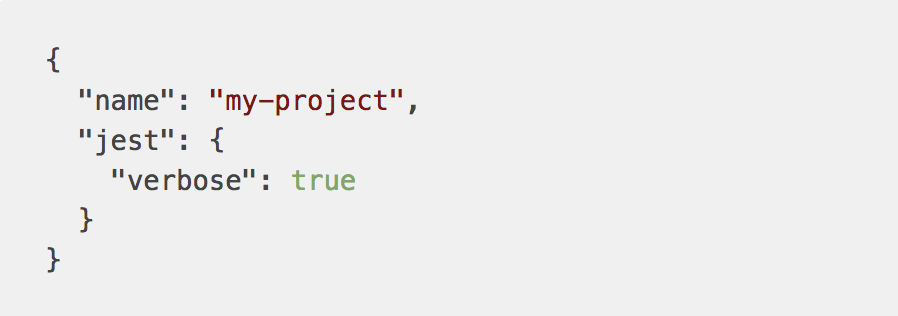 {
  "name": "my-project",
  "jest": {
    "verbose": true
  }
}